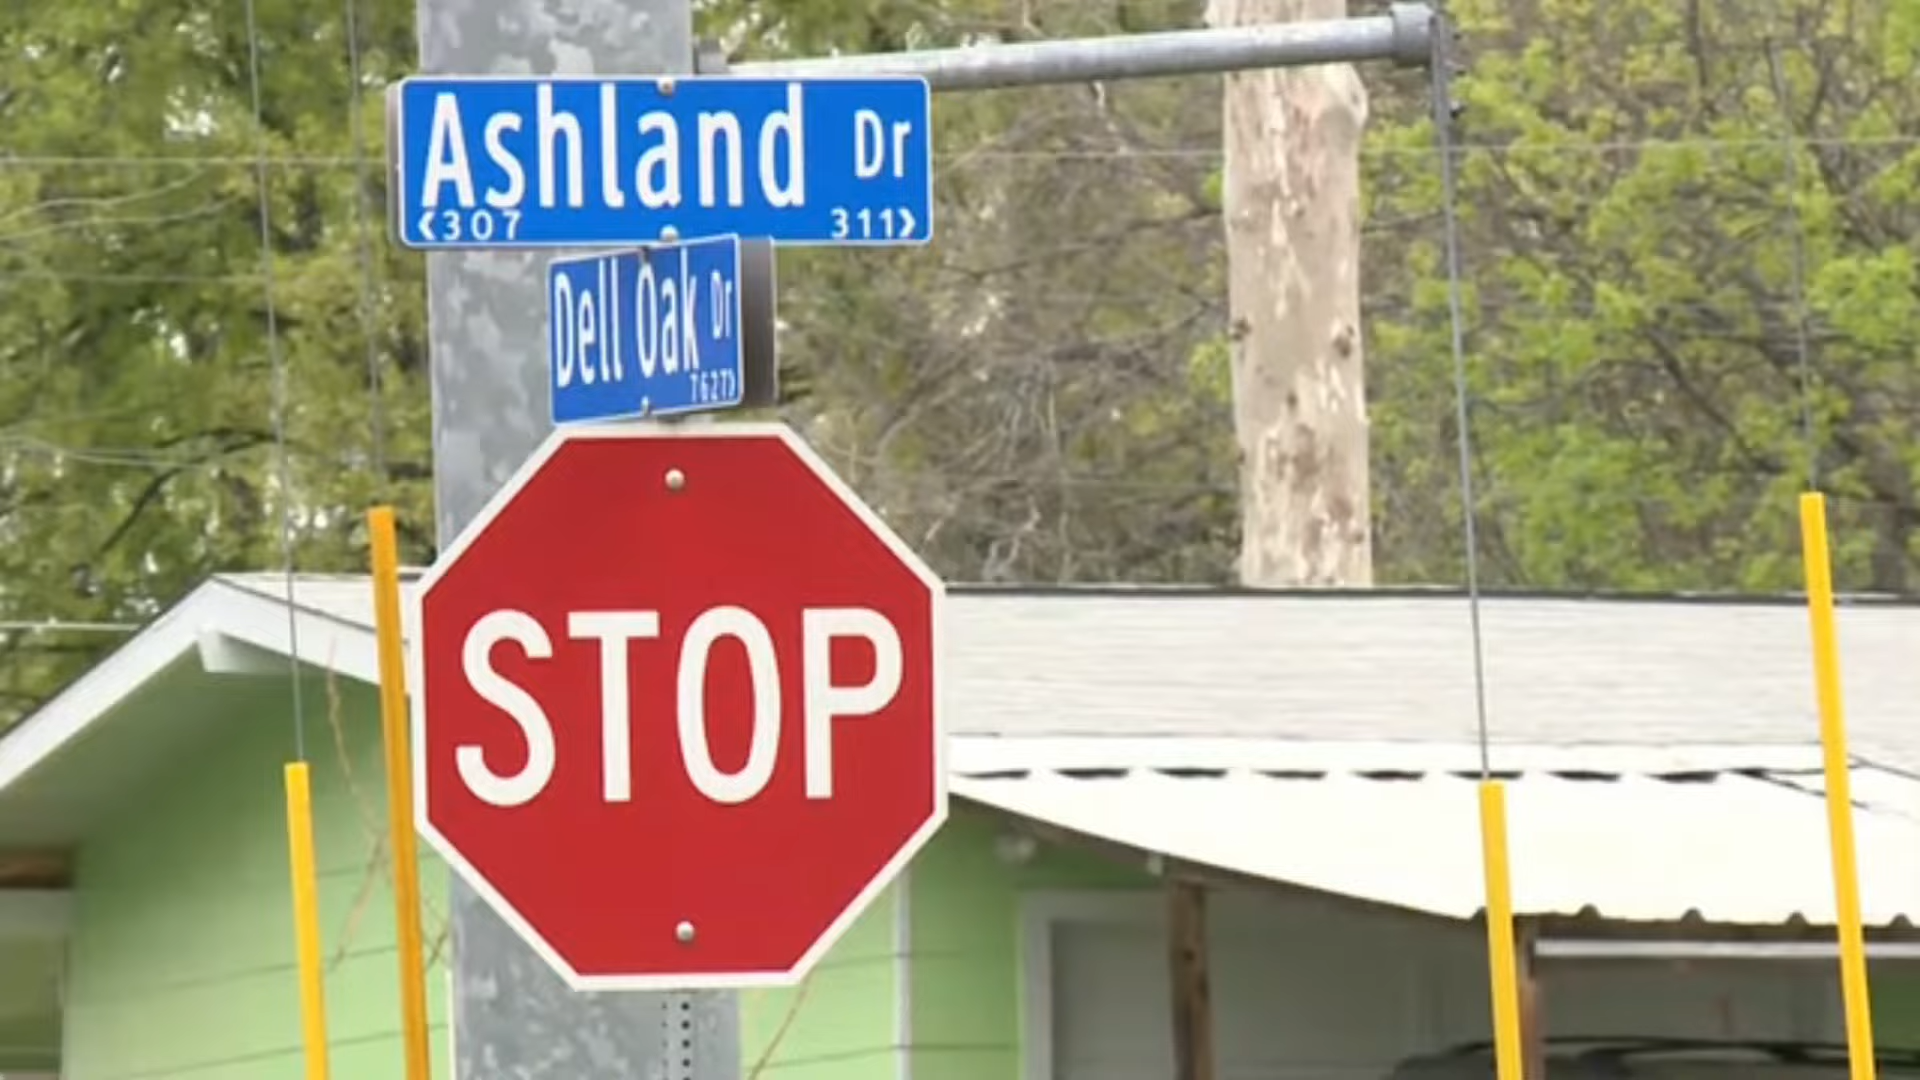 Ashland Dr
‹307 311›
Dell Oak Dr
7627›
STOP